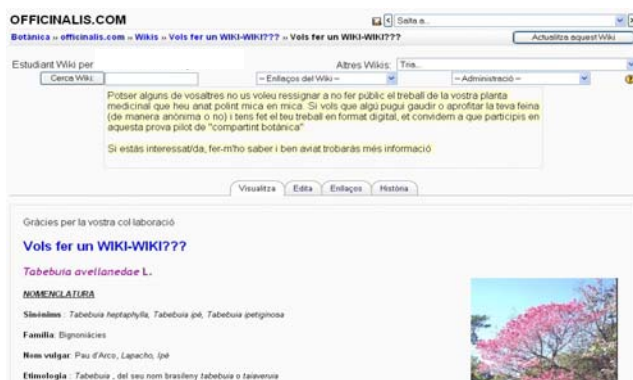 OFFICINALIS.COM
Salta a...
Botànica » officinalis.com » Wikis » Vols fer un WIKI-WIKI??? » Vols fer un WIKI-WIKI???
Actualitza aquest Wiki
Estudiant Wiki per
Altres Wikis: Tria...
Cerca Wiki:
-- Enllaços del Wiki --
-- Administració --
Potser alguns de vosaltres no us voleu ressignar a no fer públic el treball de la vostra planta
medicinal que heu anat polint mica en mica. Si vols que algú pugui gaudir o aprofitar la teva feina
(de manera anònima o no) i tens fet el teu treball en format digital, et convidem a que participis en
aquesta prova pilot de "compartint botànica"
Si estàs interessat/da, fer-m'ho saber i ben aviat trobaràs més informació
Visualitza Edita Enllaços Història
Gràcies per la vostra col·laboració
Vols fer un WIKI-WIKI???
Tabebuia avellanedae L.
NOMENCLATURA
Sinònims : Tabebuia heptaphylla, Tabebuia ipé, Tabebuia ipetiginosa
Família: Bignoniàcies
Nom vulgar: Pau d'Arco, Lapacho, Ipé
Etimologia : Tabebuia , del seu nom brasileny tabebuia o taiaveruia